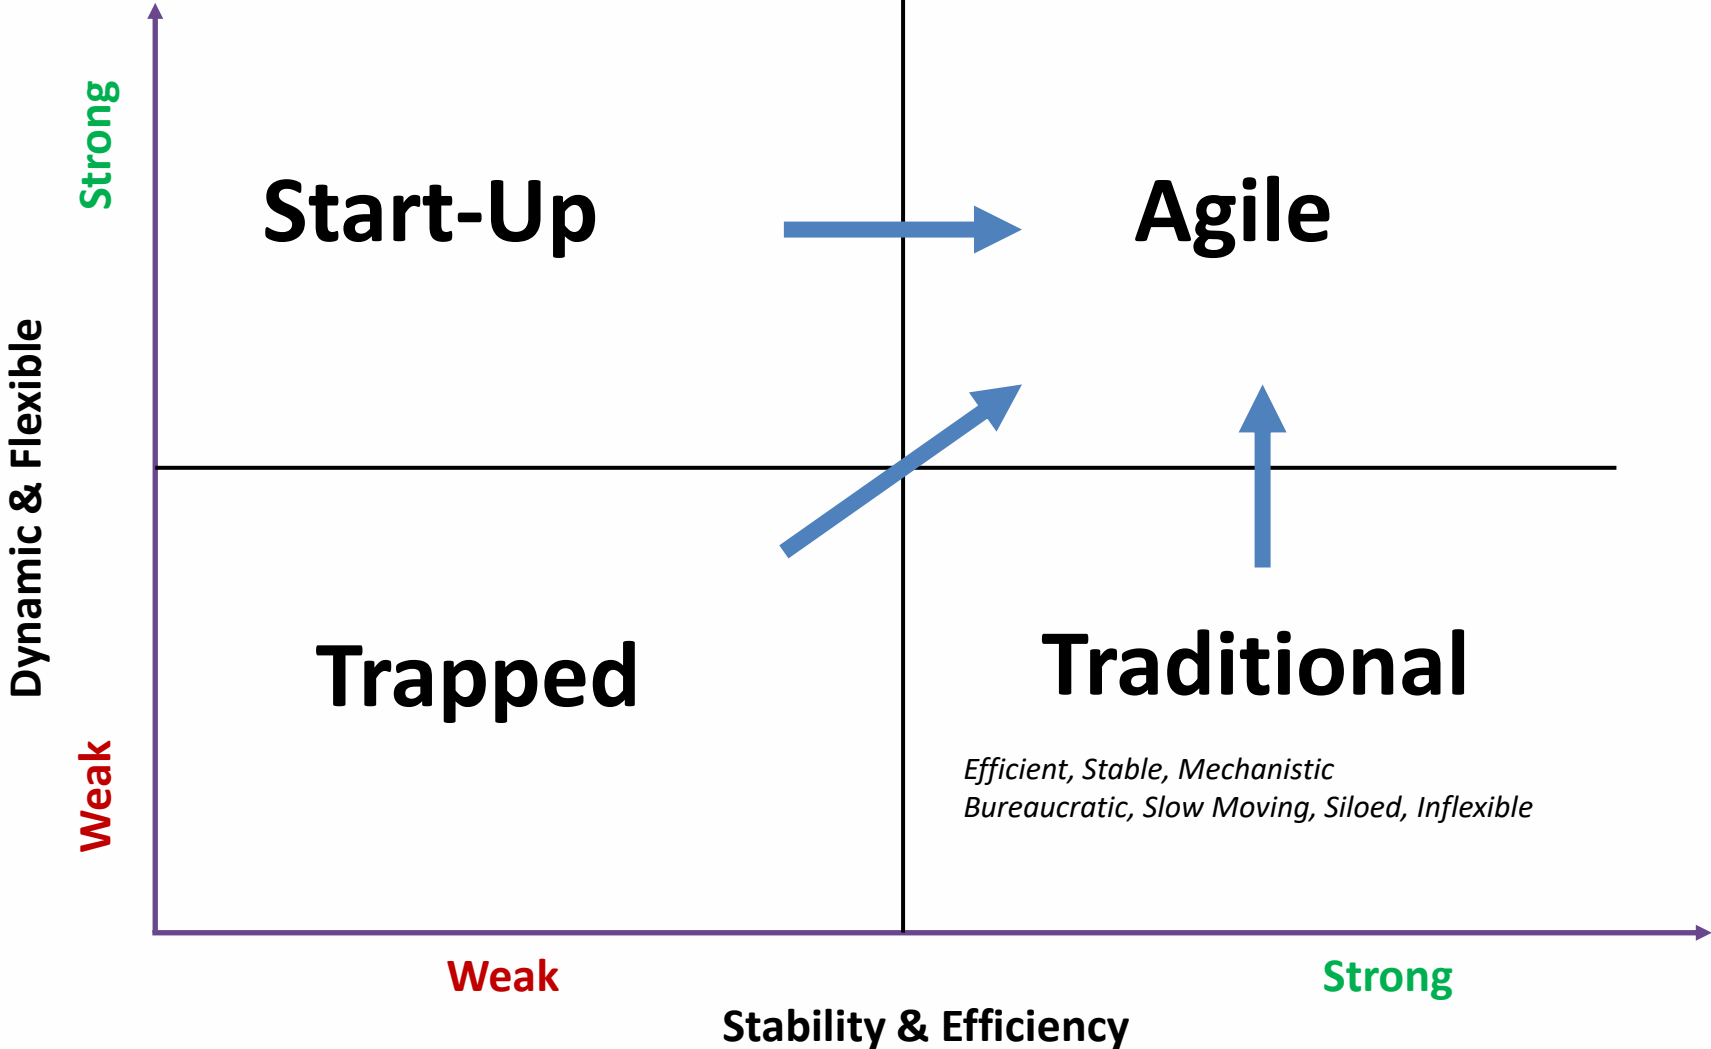 Strong
Start-Up
Agile
Dynamic & Flexible
Trapped
Traditional
Weak
Efficient, Stable, Mechanistic
Bureaucratic, Slow Moving, Siloed, Inflexible
Weak
Strong
Stability & Efficiency